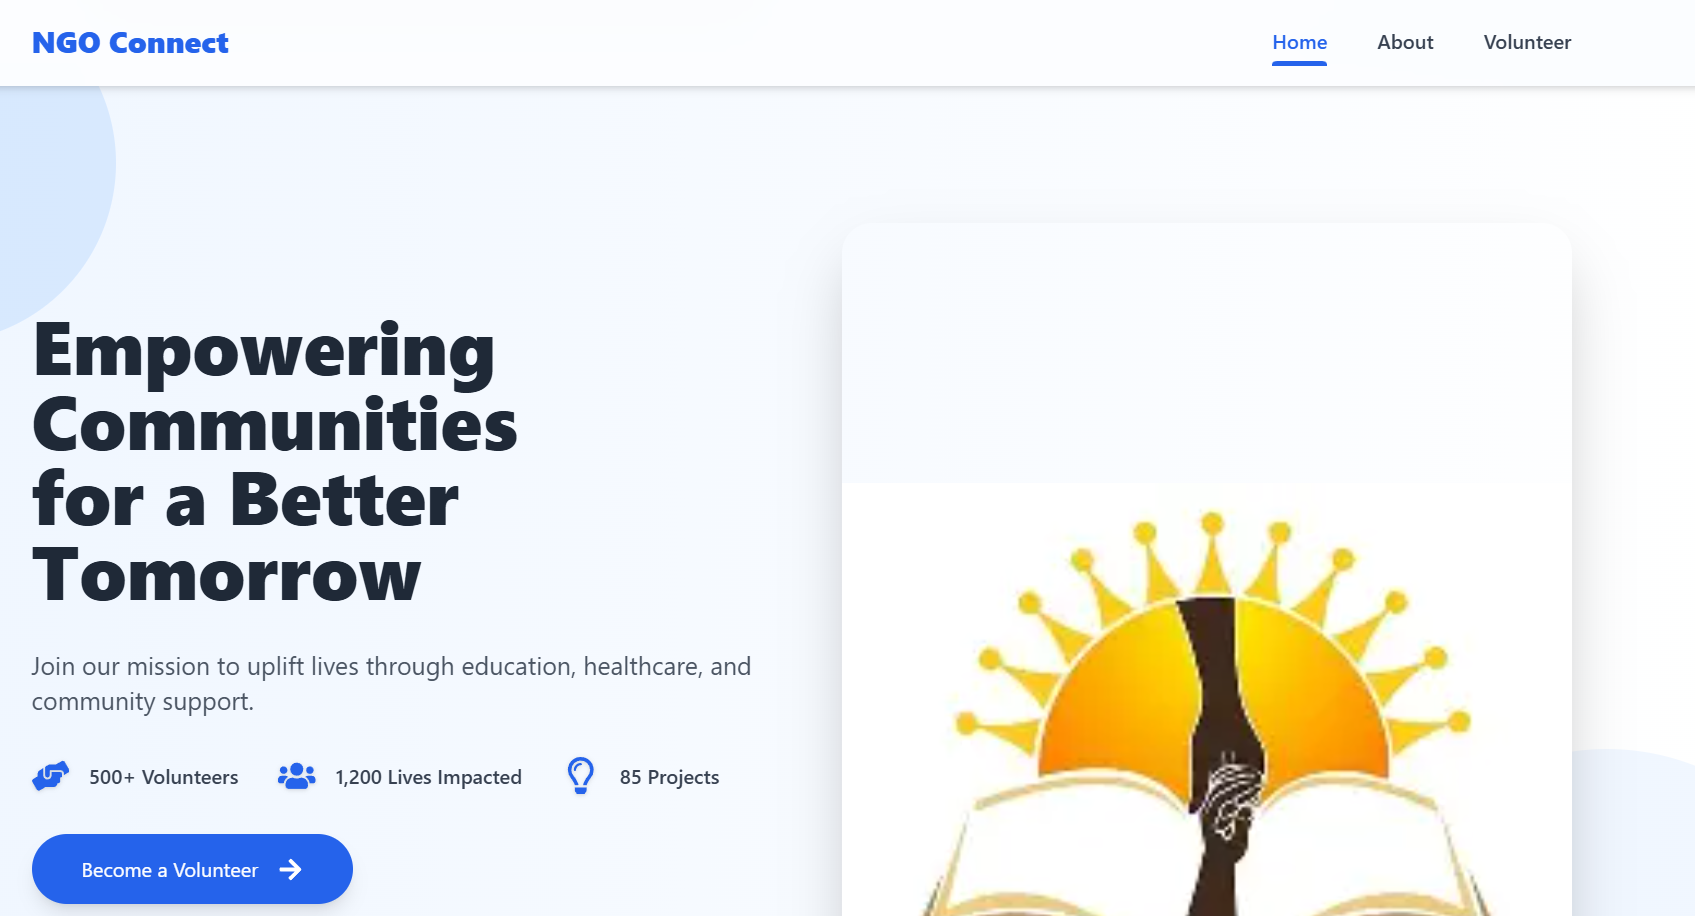 NGO Connect
Home
About
Volunteer
Empowering
Communities
for a Better
Tomorrow
Join our mission to uplift lives through education, healthcare, and
community support.
500+ Volunteers
1,200 Lives Impacted
85 Projects
Become a Volunteer